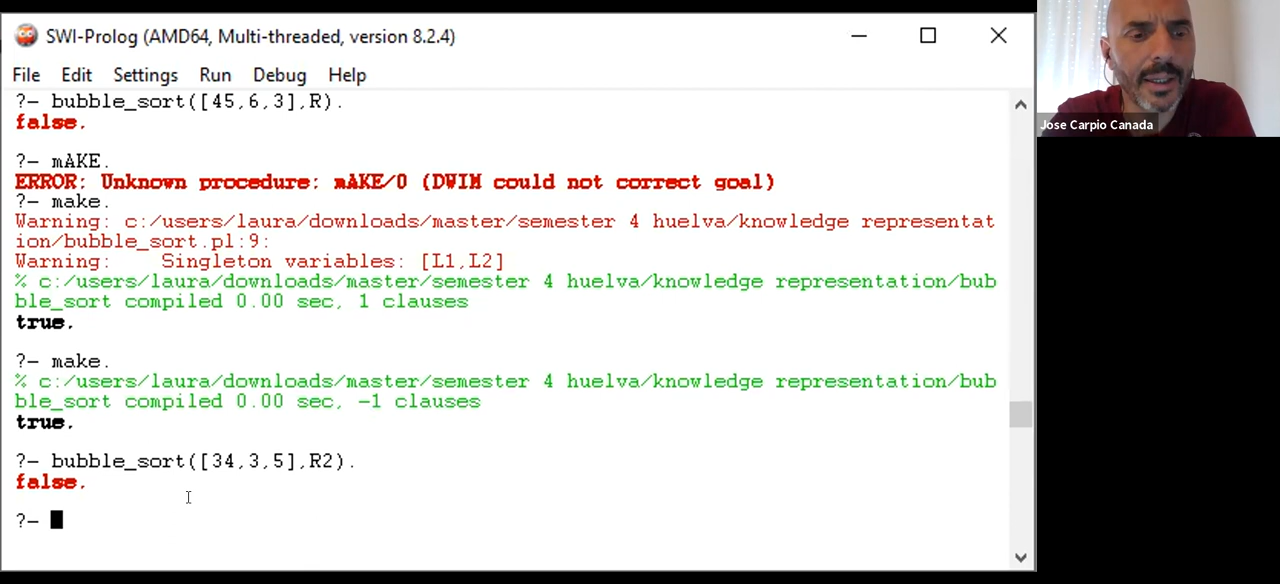 SWI-Prolog (AMD64, Multi-threaded, version 8.2.4)
File Edit Settings Run Debug Help
?- bubble_sort([45,6,3],R).
false.
?- mAKE.
ERROR: Unknown procedure: mAKE/0 (DWIM could not correct goal)
?- make.
Warning: c:/users/laura/downloads/master/semester 4 huelva/knowledge representat
ion/bubble_sort.pl:9:
Warning:    Singleton variables: [L1,L2]
% c:/users/laura/downloads/master/semester 4 huelva/knowledge representation/bub
ble_sort compiled 0.00 sec, 1 clauses
true.
?- make.
% c:/users/laura/downloads/master/semester 4 huelva/knowledge representation/bub
ble_sort compiled 0.00 sec, -1 clauses
true.
?- bubble_sort([34,3,5],R2).
false.
?-
Jose Carpio Canada